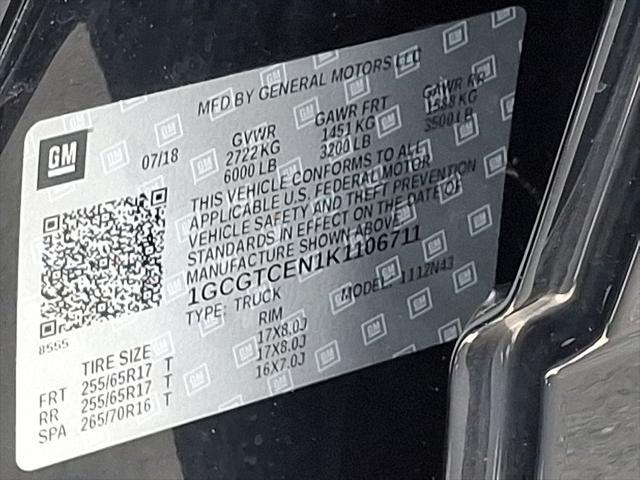 MFD BY GENERAL MOTORS LLC
GM
07/18
GVWR GAWR FRT GAWR RR
2722 KG 1451 KG 1588 KG
6000 LB 3200 LB 3500 LB
THIS VEHICLE CONFORMS TO ALL
APPLICABLE U.S. FEDERAL MOTOR
VEHICLE SAFETY AND THEFT PREVENTION
STANDARDS IN EFFECT ON THE DATE OF
MANUFACTURE SHOWN ABOVE.
1GCGTCEN1K1106711
TYPE: TRUCK MODEL: 1112N43
8555
TIRE SIZE RIM
FRT 255/65R17 T 17X8.0J
RR 255/65R17 T 17X8.0J
SPA 265/70R16 T 16X7.0J